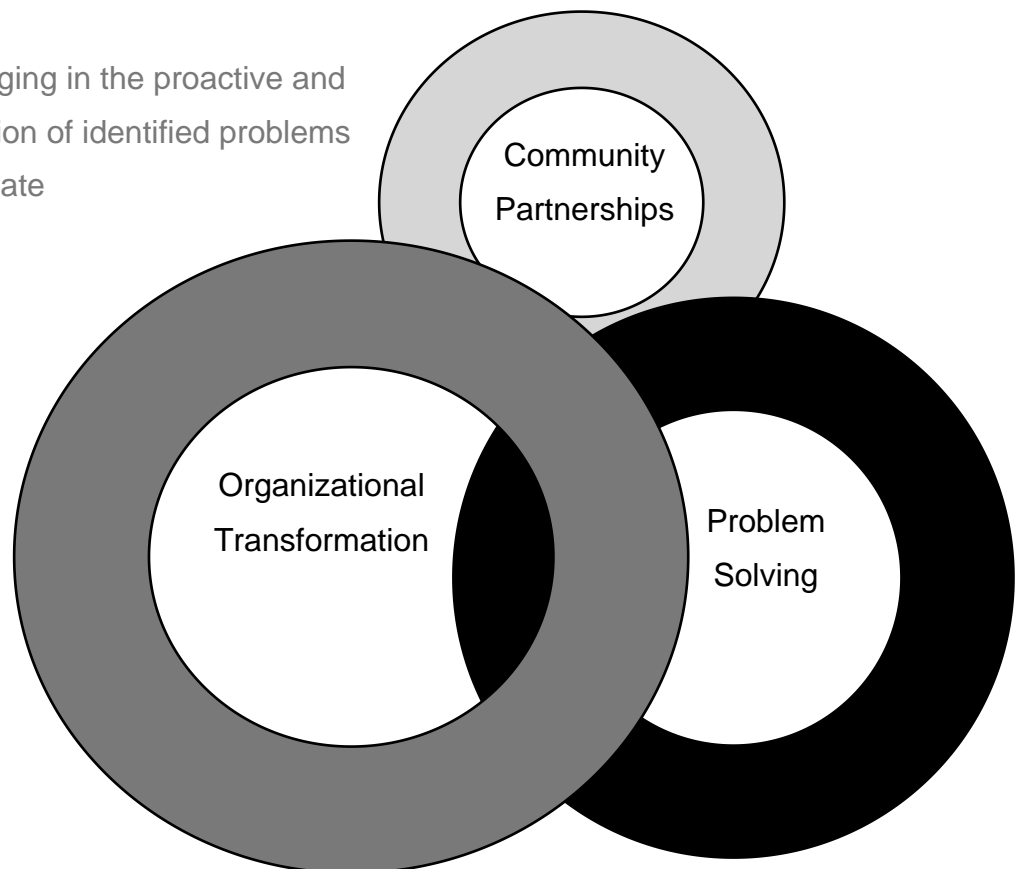 ging in the proactive and
ion of identified problems
ate
Community
Partnerships
Organizational
Transformation
Problem
Solving